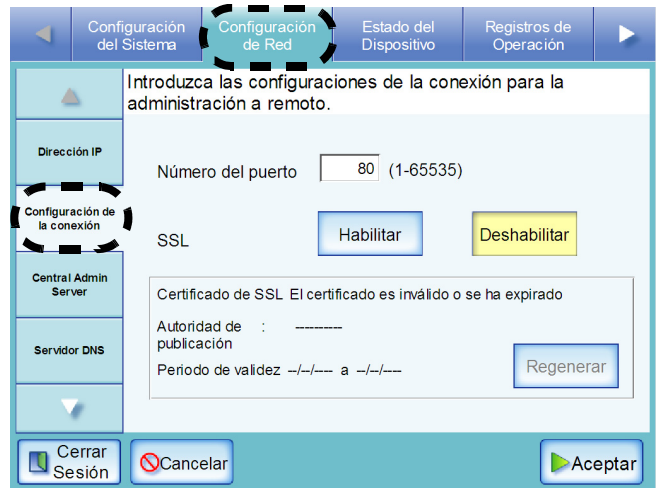 Configuración
del Sistema
Configuración
de Red
Estado del
Dispositivo
Registros de
Operación
Introduzca las configuraciones de la conexión para la
administración a remoto.
Dirección IP
Configuración de
la conexión
Central Admin
Server
Servidor DNS
Número del puerto 80 (1-65535)
SSL Habilitar Deshabilitar
Certificado de SSL El certificado es inválido o se ha expirado
Autoridad de : ----------
publicación
Periodo de validez --/--/---- a --/--/----
Regenerar
Cerrar
Sesión
Cancelar
Aceptar